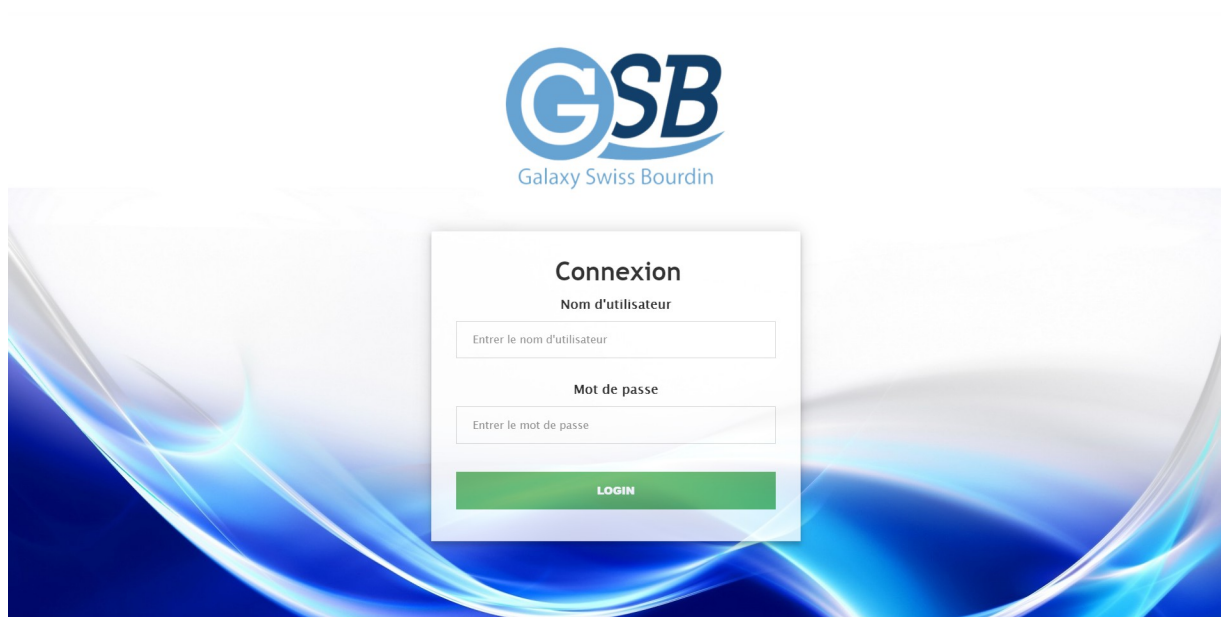 GSB
Galaxy Swiss Bourdin
Connexion
Nom d'utilisateur
Entrer le nom d'utilisateur
Mot de passe
Entrer le mot de passe
LOGIN